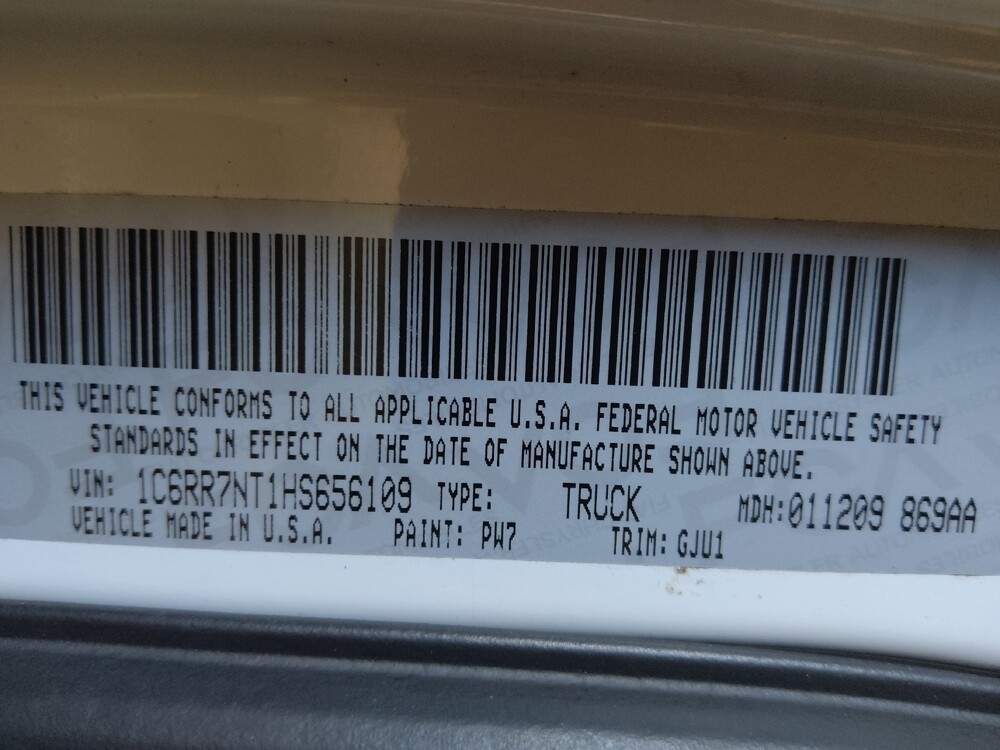 THIS VEHICLE CONFORMS TO ALL APPLICABLE U.S.A. FEDERAL MOTOR VEHICLE SAFETY
STANDARDS IN EFFECT ON THE DATE OF MANUFACTURE SHOWN ABOVE.
VIN: 1C6RR7NT1HS656109 TYPE: TRUCK MDH:011209 869AA
VEHICLE MADE IN U.S.A. PAINT: PW7 TRIM: GJU1